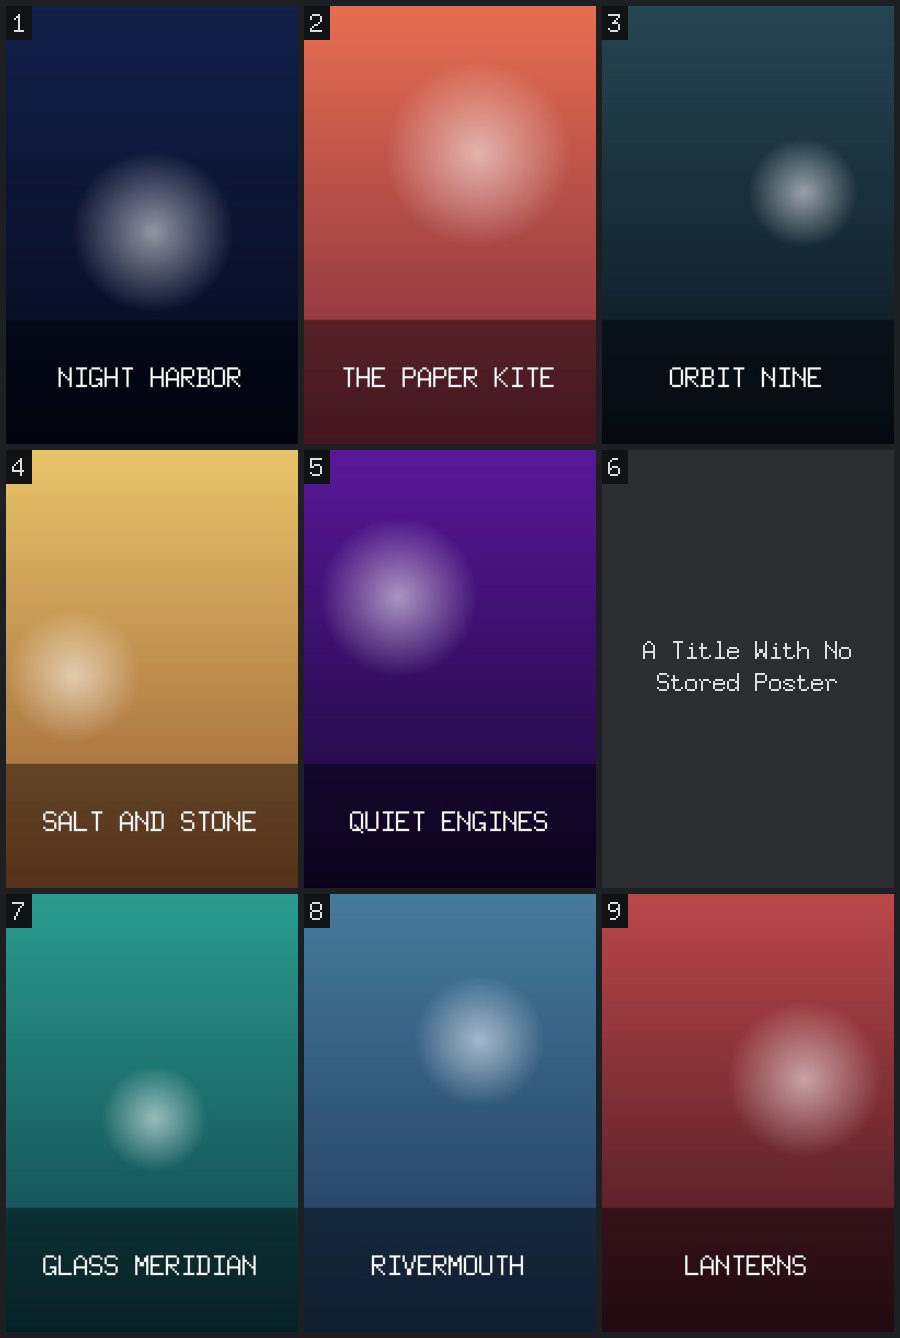 1
2
3
NIGHT HARBOR
THE PAPER KITE
ORBIT NINE
4
5
6
A Title With No
Stored Poster
SALT AND STONE
QUIET ENGINES
7
8
9
GLASS MERIDIAN
RIVERMOUTH
LANTERNS